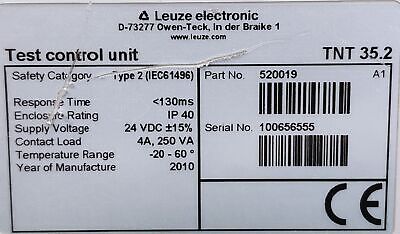 Leuze electronic
D-73277 Owen-Teck, In der Braike 1
www.leuze.com
Test control unit TNT 35.2
Safety Category Type 2 (IEC61496)
Response Time <130ms
Enclosure Rating IP 40
Supply Voltage 24 VDC ±15%
Contact Load 4A, 250 VA
Temperature Range -20 - 60 °
Year of Manufacture 2010
Part No. 520019 A1
Serial No. 100656555
CE